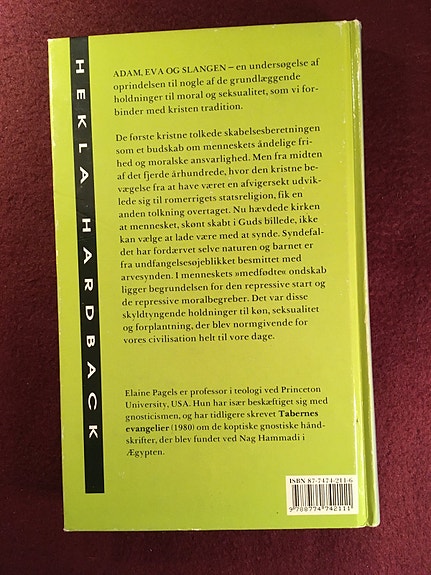 HEKLA HARDBACK
ADAM, EVA OG SLANGEN – en undersøgelse af
oprindelsen til nogle af de grundlæggende
holdninger til moral og seksualitet, som vi for-
binder med kristen tradition.
De første kristne tolkede skabelsesberetningen
som et budskab om menneskets åndelige fri-
hed og moralske ansvarlighed. Men fra midten
af det fjerde århundrede, hvor den kristne be-
vægelse fra at have været en afvigersekt udvik-
lede sig til romerrigets statsreligion, fik en
anden tolkning overtaget. Nu hævdede kirken
at mennesket, skønt skabt i Guds billede, ikke
kan vælge at lade være med at synde. Syndefal-
det har fordærvet selve naturen og barnet er
fra undfangelsesøjeblikket besmittet med
arvesynden. I menneskets »medfødte« ondskab
ligger begrundelsen for den repressive start og
de repressive moralbegreber. Det var disse
skyldtyngende holdninger til køn, seksualitet
og forplantning, der blev normgivende for
vores civilisation helt til vore dage.
Elaine Pagels er professor i teologi ved Princeton
University, USA. Hun har især beskæftiget sig med
gnosticismen, og har tidligere skrevet Tabernes
evangelier (1980) om de koptiske gnostiske hånd-
skrifter, der blev fundet ved Nag Hammadi i
Ægypten.
ISBN 87-7474-211-6
9 788774 742111